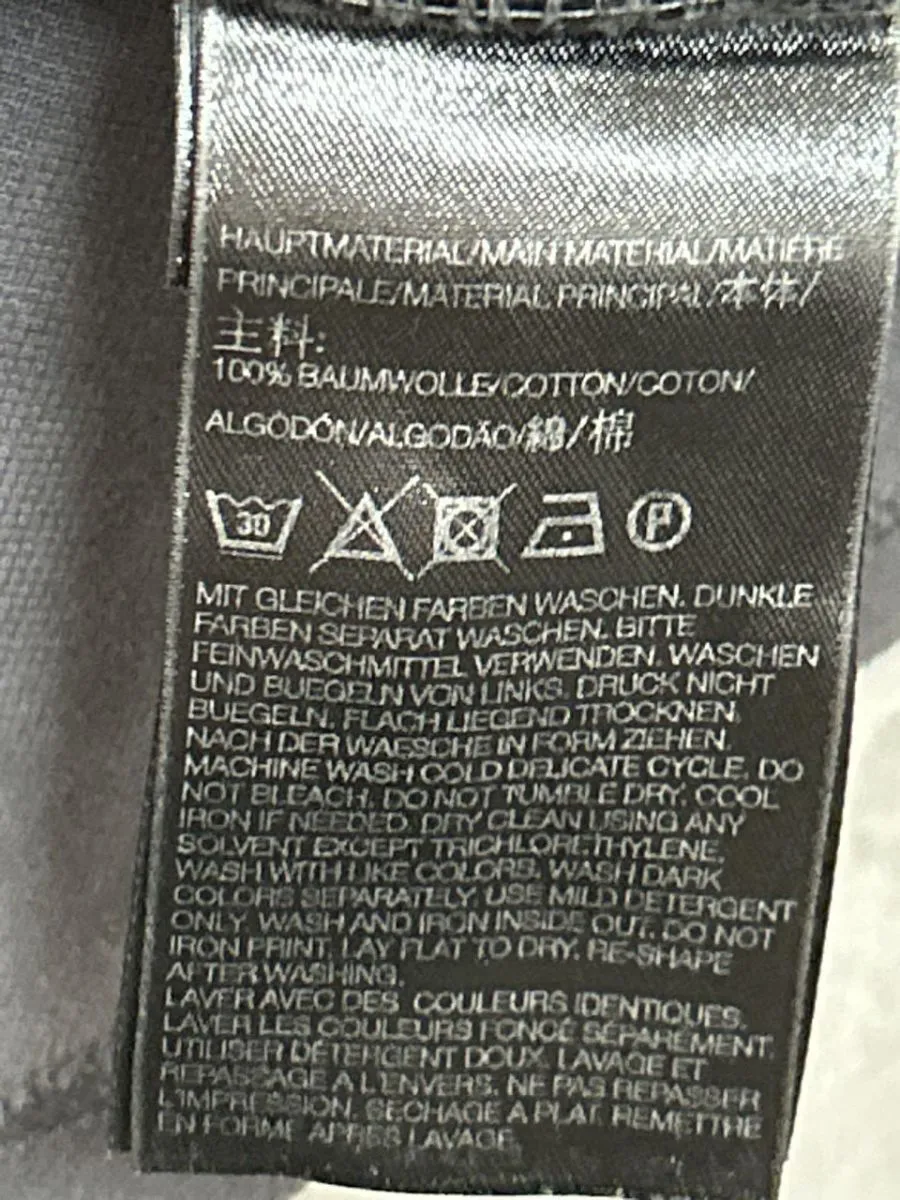 HAUPTMATERIAL/MAIN MATERIAL/MATIERE
PRINCIPALE/MATERIAL PRINCIPAL/本体/
主料:
100% BAUMWOLLE/COTTON/COTON/
ALGODÓN/ALGODÃO/綿/棉
30
P
MIT GLEICHEN FARBEN WASCHEN. DUNKLE
FARBEN SEPARAT WASCHEN. BITTE
FEINWASCHMITTEL VERWENDEN. WASCHEN
UND BUEGELN VON LINKS. DRUCK NICHT
BUEGELN. FLACH LIEGEND TROCKNEN.
NACH DER WAESCHE IN FORM ZIEHEN.
MACHINE WASH COLD DELICATE CYCLE. DO
NOT BLEACH. DO NOT TUMBLE DRY. COOL
IRON IF NEEDED. DRY CLEAN USING ANY
SOLVENT EXCEPT TRICHLORETHYLENE.
WASH WITH LIKE COLORS. WASH DARK
COLORS SEPARATELY. USE MILD DETERGENT
ONLY. WASH AND IRON INSIDE OUT. DO NOT
IRON PRINT. LAY FLAT TO DRY. RE-SHAPE
AFTER WASHING.
LAVER AVEC DES COULEURS IDENTIQUES.
LAVER LES COULEURS FONCÉ SÉPARÉMENT.
UTILISER DÉTERGENT DOUX. LAVAGE ET
REPASSAGE A L'ENVERS. NE PAS REPASSER
L'IMPRESSION. SECHAGE A PLAT. REMETTRE
EN FORME APRES LAVAGE.